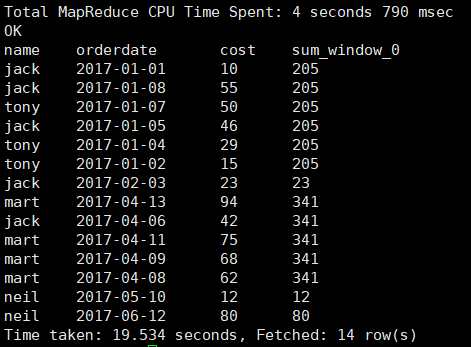 Total MapReduce CPU Time Spent: 4 seconds 790 msec
OK
name orderdate cost sum_window_0
jack 2017-01-01 10 205
jack 2017-01-08 55 205
tony 2017-01-07 50 205
jack 2017-01-05 46 205
tony 2017-01-04 29 205
tony 2017-01-02 15 205
jack 2017-02-03 23 23
mart 2017-04-13 94 341
jack 2017-04-06 42 341
mart 2017-04-11 75 341
mart 2017-04-09 68 341
mart 2017-04-08 62 341
neil 2017-05-10 12 12
neil 2017-06-12 80 80
Time taken: 19.534 seconds, Fetched: 14 row(s)